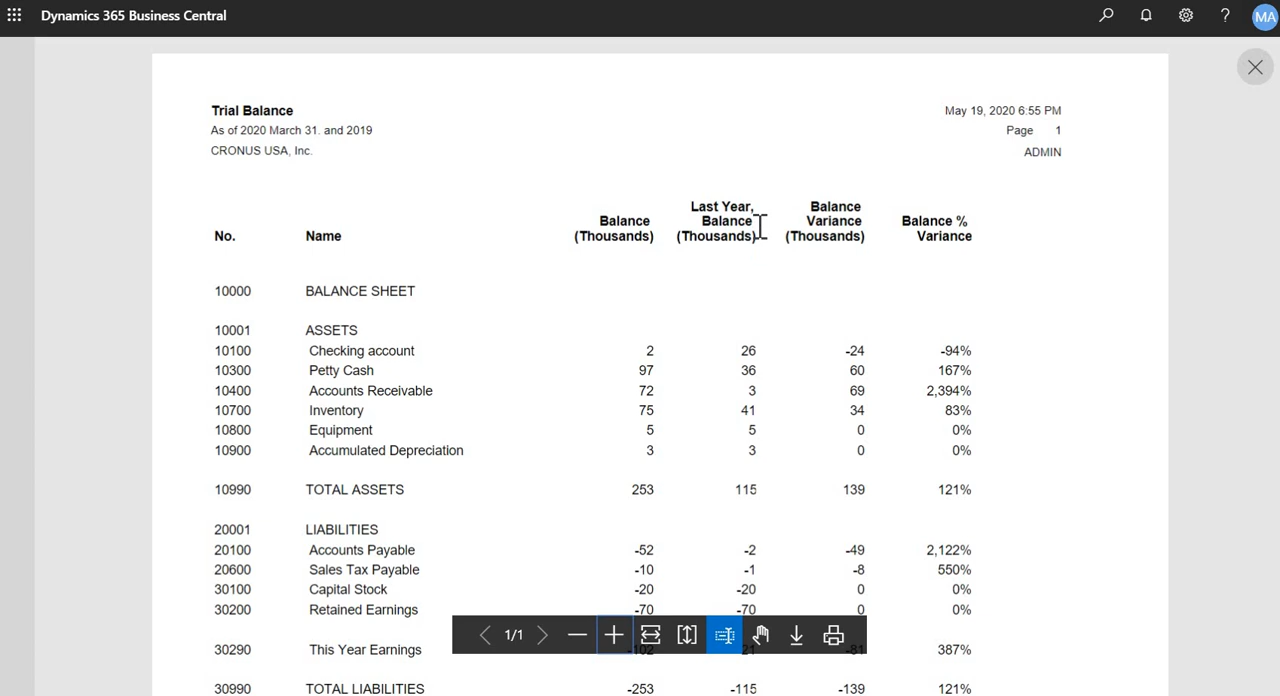 Dynamics 365 Business Central
?
MA
Trial Balance
May 19, 2020 6:55 PM
As of 2020 March 31. and 2019
Page 1
CRONUS USA, Inc.
ADMIN
Last Year, Balance
Balance Balance Variance Balance %
No. Name (Thousands) (Thousands) (Thousands) Variance
10000 BALANCE SHEET
10001 ASSETS
10100 Checking account 2 26 -24 -94%
10300 Petty Cash 97 36 60 167%
10400 Accounts Receivable 72 3 69 2,394%
10700 Inventory 75 41 34 83%
10800 Equipment 5 5 0 0%
10900 Accumulated Depreciation 3 3 0 0%
10990 TOTAL ASSETS 253 115 139 121%
20001 LIABILITIES
20100 Accounts Payable -52 -2 -49 2,122%
20600 Sales Tax Payable -10 -1 -8 550%
30100 Capital Stock -20 -20 0 0%
30200 Retained Earnings -70 -70 0 0%
1/1
30290 This Year Earnings -102 21 -81 387%
30990 TOTAL LIABILITIES -253 -115 -139 121%